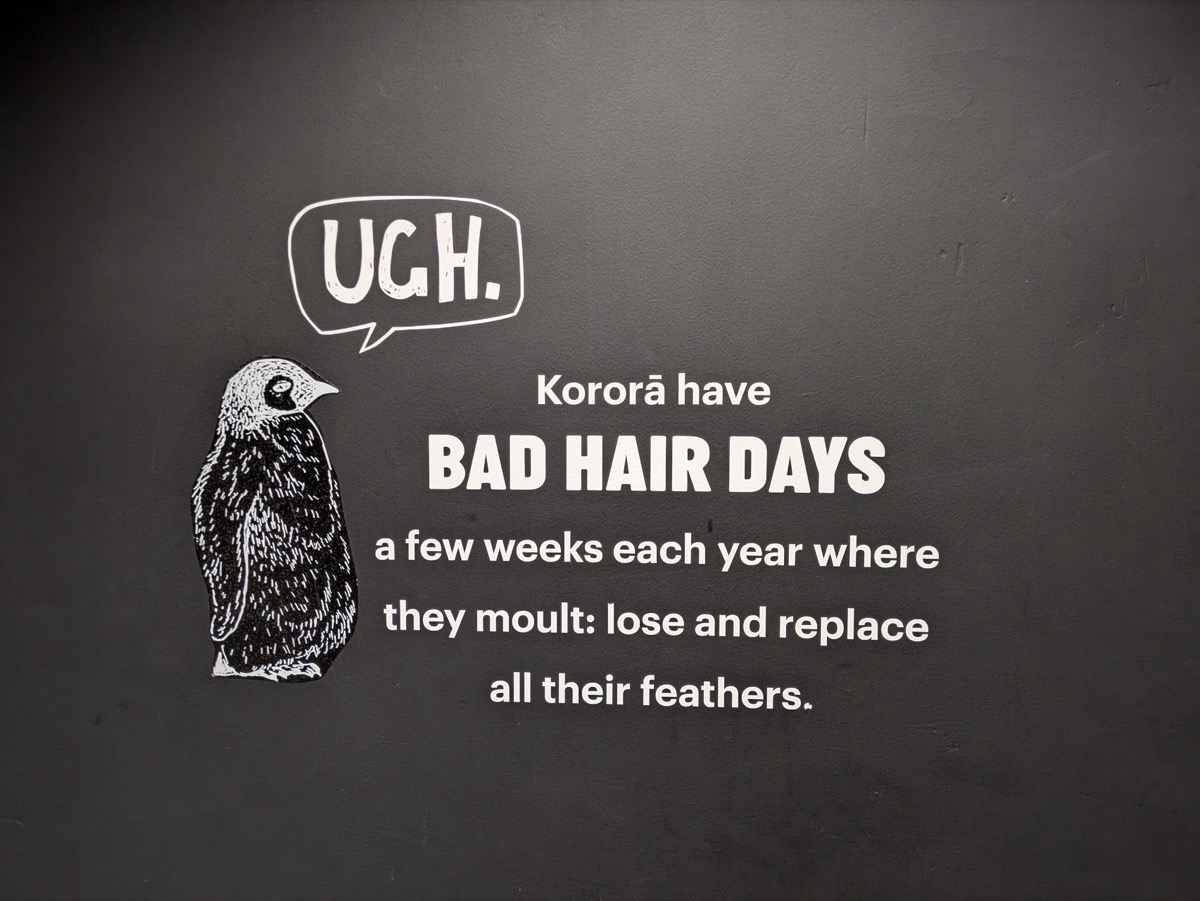 UGH.
Kororā have
BAD HAIR DAYS
a few weeks each year where
they moult: lose and replace
all their feathers.